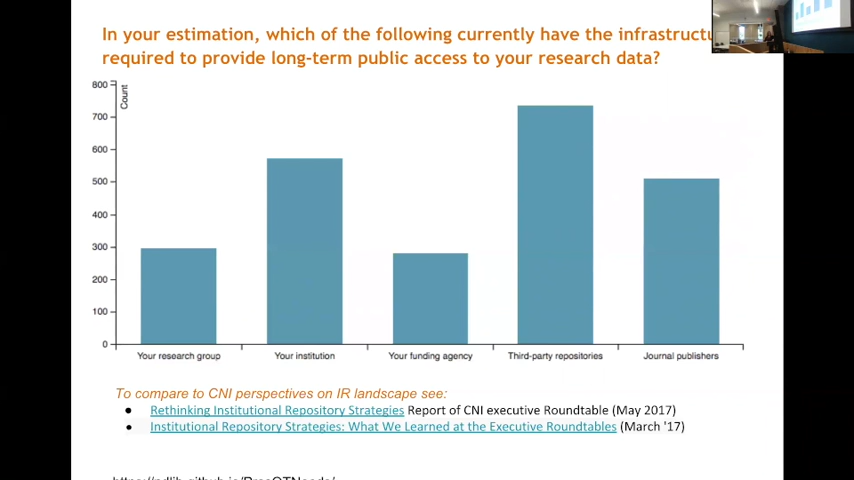 In your estimation, which of the following currently have the
required to provide long-term public access to your research data?
800
Count
700
600
500
400
300
200
100
0
Your research group
Your institution
Your funding agency
Third-party repositories
Journal publishers
To compare to CNI perspectives on IR landscape see:
● Rethinking Institutional Repository Strategies Report of CNI executive Roundtable (May 2017)
● Institutional Repository Strategies: What We Learned at the Executive Roundtables (March '17)